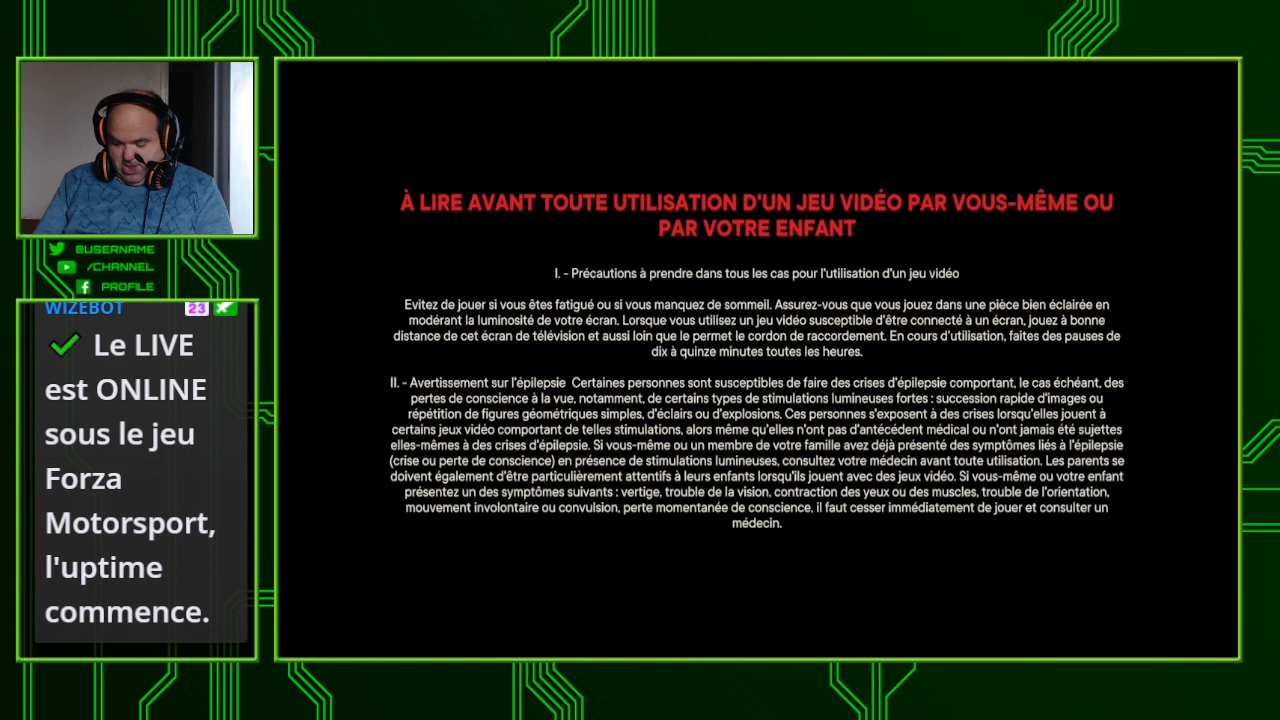 @USERNAME
/CHANNEL
PROFILE
WIZEBOT
23
Le LIVE
est ONLINE
sous le jeu
Forza
Motorsport,
l'uptime
commence.
À LIRE AVANT TOUTE UTILISATION D'UN JEU VIDÉO PAR VOUS-MÊME OU
PAR VOTRE ENFANT
I. - Précautions à prendre dans tous les cas pour l'utilisation d'un jeu vidéo
Evitez de jouer si vous êtes fatigué ou si vous manquez de sommeil. Assurez-vous que vous jouez dans une pièce bien éclairée en
modérant la luminosité de votre écran. Lorsque vous utilisez un jeu vidéo susceptible d'être connecté à un écran, jouez à bonne
distance de cet écran de télévision et aussi loin que le permet le cordon de raccordement. En cours d'utilisation, faites des pauses de
dix à quinze minutes toutes les heures.
II. - Avertissement sur l'épilepsie  Certaines personnes sont susceptibles de faire des crises d'épilepsie comportant, le cas échéant, des
pertes de conscience à la vue, notamment, de certains types de stimulations lumineuses fortes : succession rapide d'images ou
répétition de figures géométriques simples, d'éclairs ou d'explosions. Ces personnes s'exposent à des crises lorsqu'elles jouent à
certains jeux vidéo comportant de telles stimulations, alors même qu'elles n'ont pas d'antécédent médical ou n'ont jamais été sujettes
elles-mêmes à des crises d'épilepsie. Si vous-même ou un membre de votre famille avez déjà présenté des symptômes liés à l'épilepsie
(crise ou perte de conscience) en présence de stimulations lumineuses, consultez votre médecin avant toute utilisation. Les parents se
doivent également d'être particulièrement attentifs à leurs enfants lorsqu'ils jouent avec des jeux vidéo. Si vous-même ou votre enfant
présentez un des symptômes suivants : vertige, trouble de la vision, contraction des yeux ou des muscles, trouble de l'orientation,
mouvement involontaire ou convulsion, perte momentanée de conscience, il faut cesser immédiatement de jouer et consulter un
médecin.